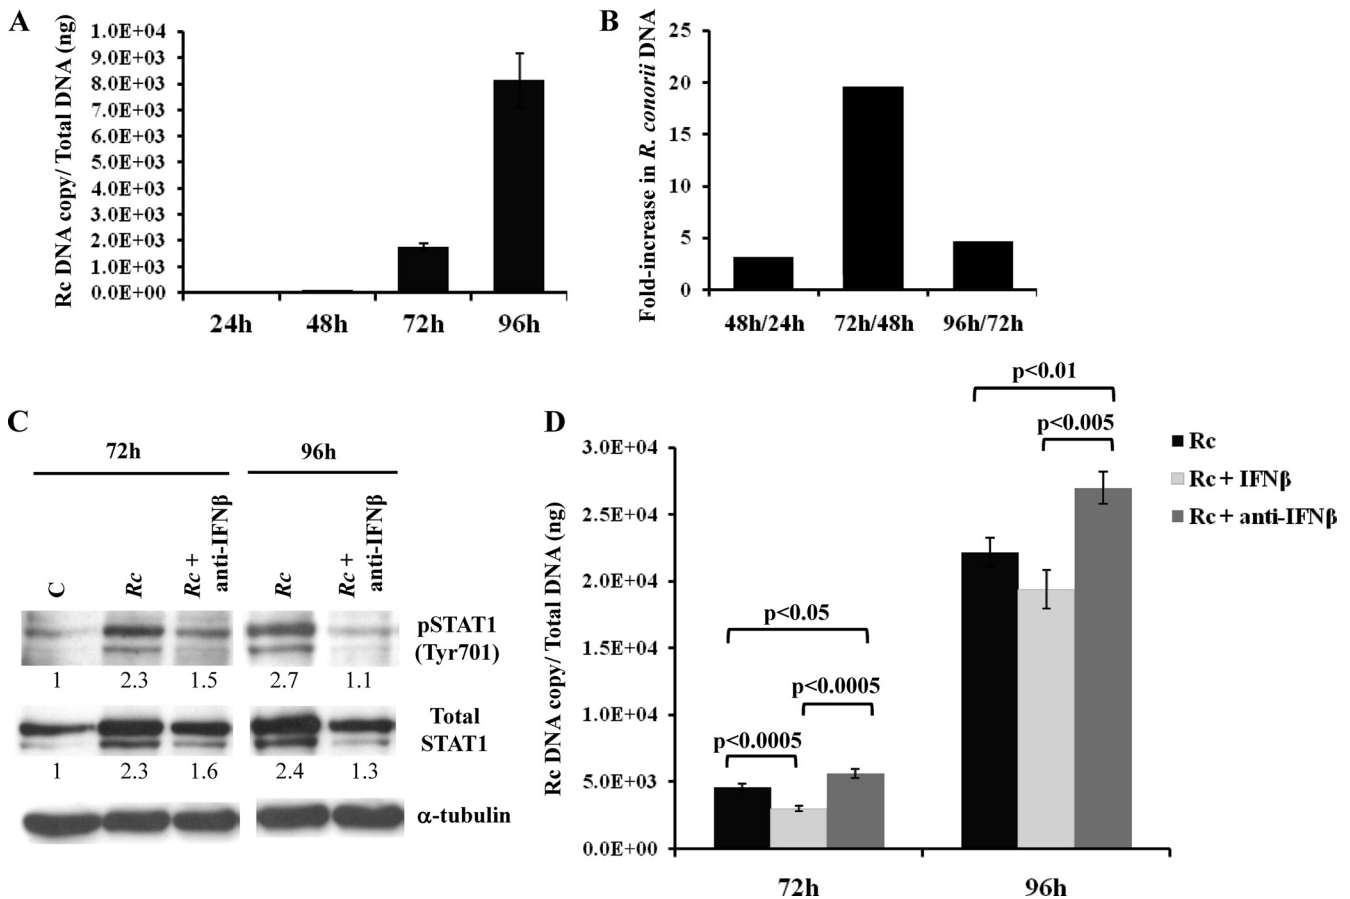 A
Rc DNA copy/ Total DNA (ng)
1.0E+04
9.0E+03
8.0E+03
7.0E+03
6.0E+03
5.0E+03
4.0E+03
3.0E+03
2.0E+03
1.0E+03
0.0E+00
24h 48h 72h 96h
B
Fold-increase in R. conorii DNA
25
20
15
10
5
0
48h/24h 72h/48h 96h/72h
C
72h 96h
C
Rc
Rc +
anti-IFNβ
Rc
Rc +
anti-IFNβ
pSTAT1
(Tyr701)
1 2.3 1.5 2.7 1.1
Total
STAT1
1 2.3 1.6 2.4 1.3
α-tubulin
D
Rc DNA copy/ Total DNA (ng)
3.0E+04
2.5E+04
2.0E+04
1.5E+04
1.0E+04
5.0E+03
0.0E+00
p<0.01
p<0.005
p<0.05
p<0.0005
p<0.0005
72h 96h
Rc
Rc + IFNβ
Rc + anti-IFNβ